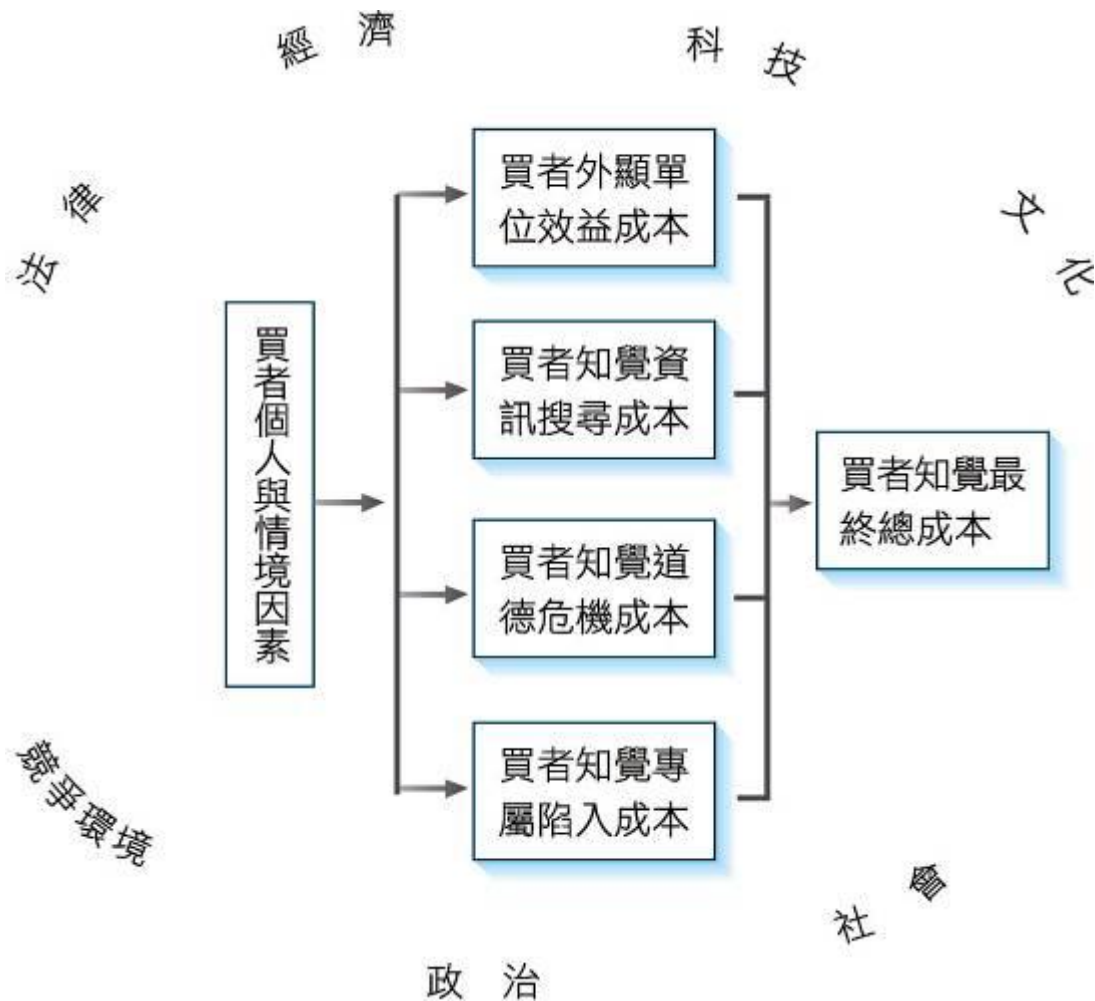 經濟
科技
法律
文化
買者個人與情境因素
買者外顯單
位效益成本
買者知覺資
訊搜尋成本
買者知覺道
德危機成本
買者知覺專
屬陷入成本
買者知覺最
終總成本
競爭環境
社會
政治